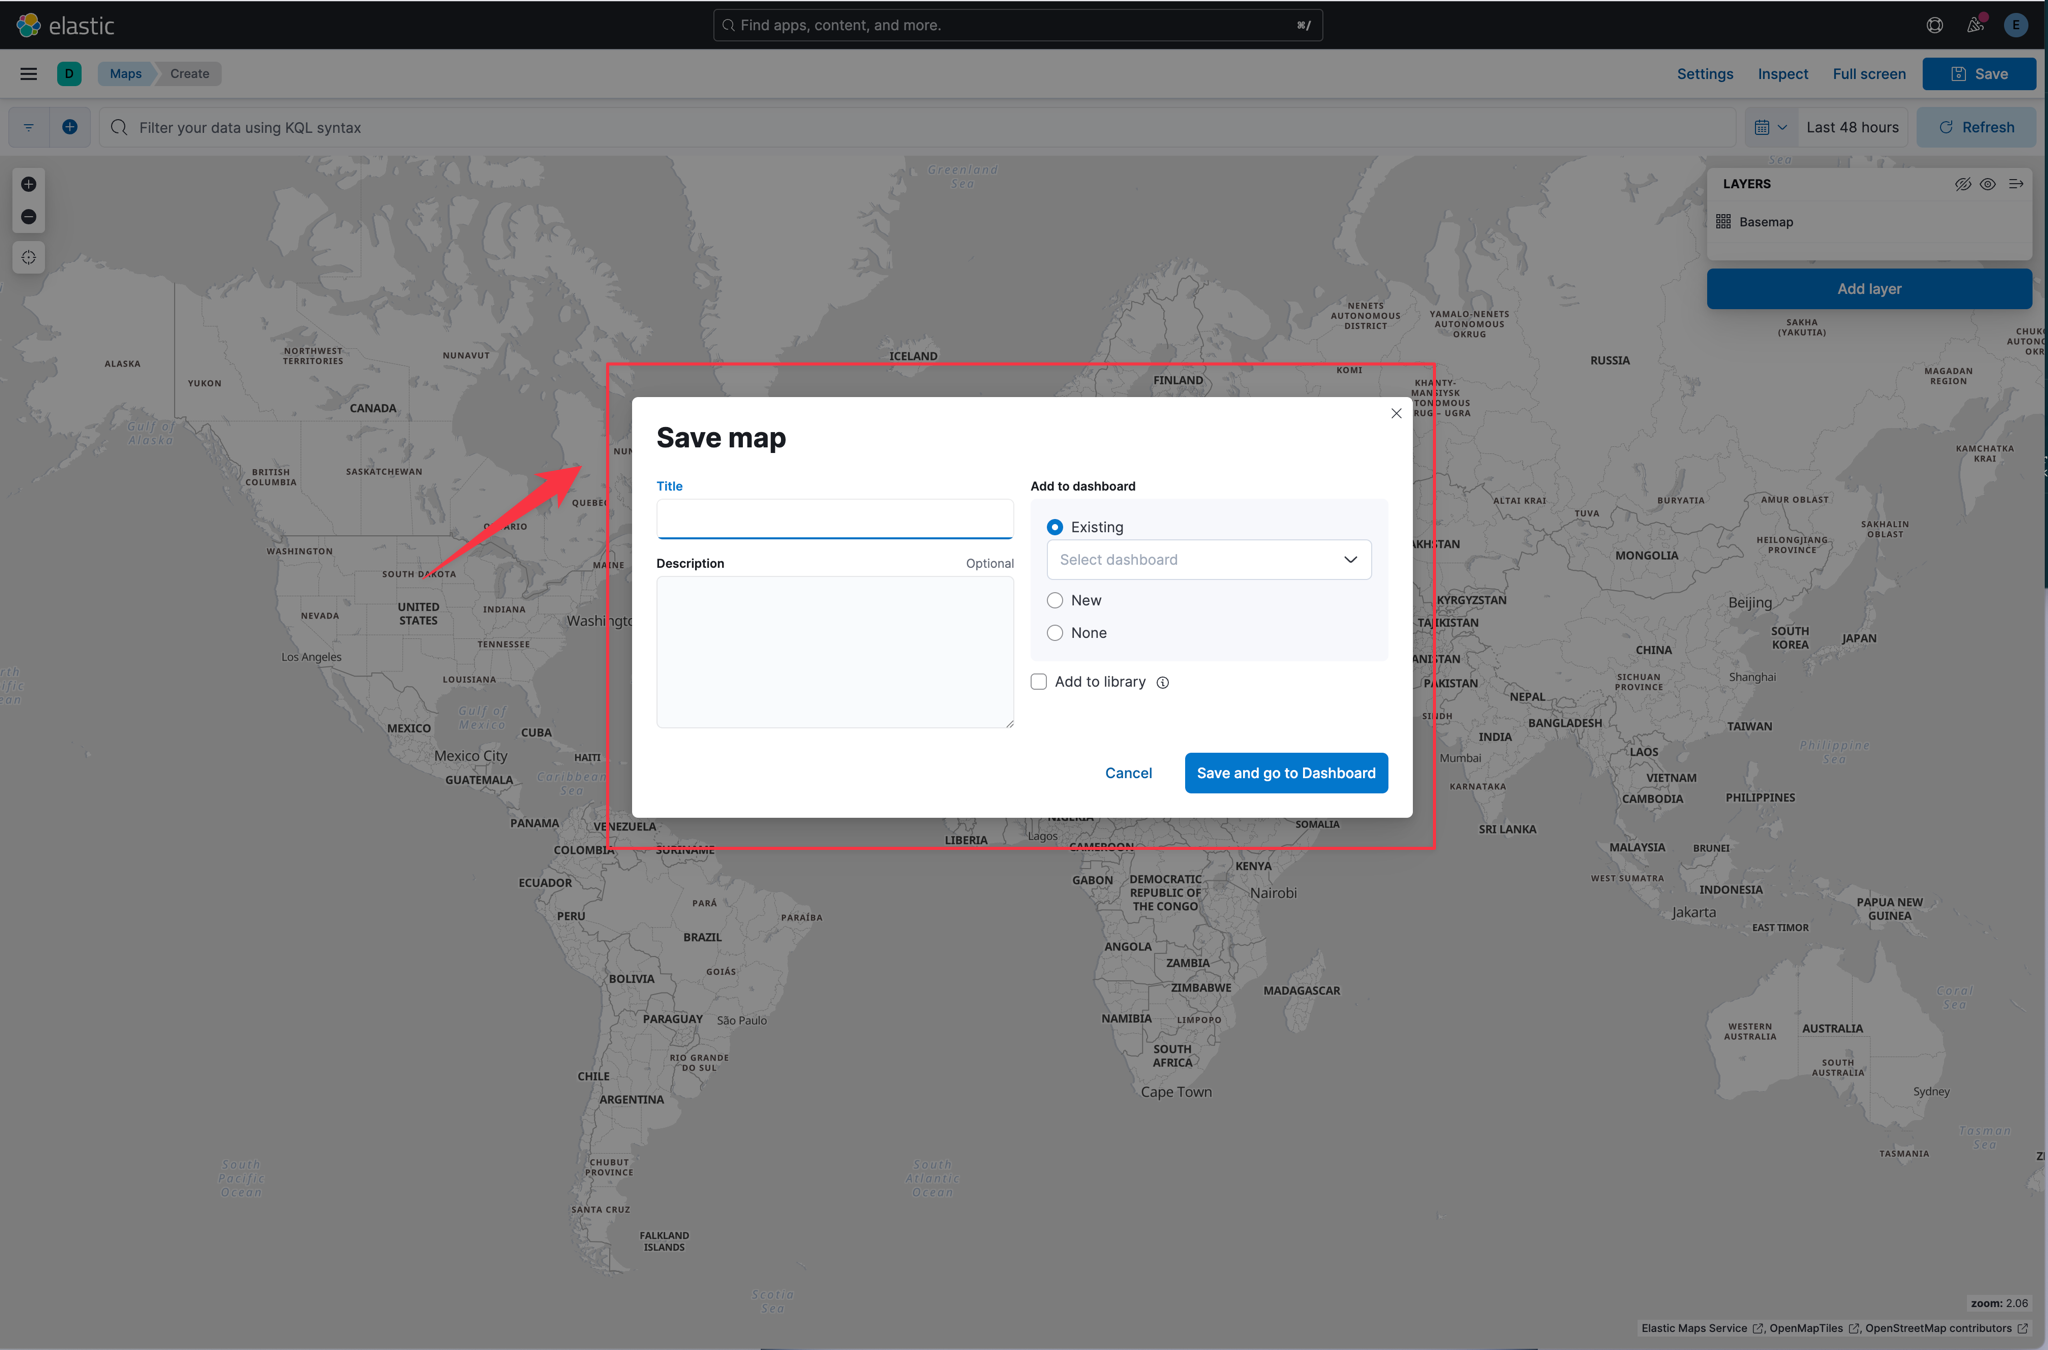 elastic
Find apps, content, and more.
⌘/
E
D
Maps
Create
Settings
Inspect
Full screen
Save
Filter your data using KQL syntax
Last 48 hours
Refresh
LAYERS
Basemap
Add layer
Greenland
Sea
Sea
NENETS
AUTONOMOUS
DISTRICT
YAMALO-NENETS
AUTONOMOUS
OKRUG
SAKHA
(YAKUTIA)
RUSSIA
MAGADAN
REGION
ICELAND
FINLAND
KOMI
KHANTY-
ALASKA
YUKON
NORTHWEST
TERRITORIES
NUNAVUT
CANADA
Gulf of
Alaska
BRITISH
COLUMBIA
SASKATCHEWAN
WASHINGTON
SOUTH DAKOTA
MAINE
NEVADA
UNITED
STATES
INDIANA
TENNESSEE
Los Angeles
LOUISIANA
Gulf of
Mexico
MEXICO
CUBA
Mexico City
HAITI
GUATEMALA
Caribbean
Sea
PANAMA
VENEZUELA
COLOMBIA
SURINAME
ECUADOR
PERU
PARÁ
PARAÍBA
BRAZIL
GOIÁS
BOLIVIA
PARAGUAY
São Paulo
RIO GRANDE
DO SUL
CHILE
ARGENTINA
CHUBUT
PROVINCE
SANTA CRUZ
FALKLAND
ISLANDS
South
Pacific
Ocean
South
Atlantic
Ocean
Scotia
Sea
Save map
Title
Description
Optional
Add to dashboard
Existing
Select dashboard
New
None
Add to library
Cancel
Save and go to Dashboard
KAMCHATKA
KRAI
ALTAI KRAI
TUVA
BURYATIA
AMUR OBLAST
SAKHALIN
OBLAST
HEILONGJIANG
PROVINCE
MONGOLIA
KYRGYZSTAN
TAJIKISTAN
Beijing
SOUTH
KOREA
JAPAN
CHINA
PAKISTAN
SICHUAN
PROVINCE
Shanghai
NEPAL
SINDH
BANGLADESH
TAIWAN
INDIA
LAOS
Philippine
Sea
Mumbai
VIETNAM
KARNATAKA
CAMBODIA
PHILIPPINES
SRI LANKA
MALAYSIA
BRUNEI
WEST SUMATRA
INDONESIA
Jakarta
EAST TIMOR
PAPUA NEW
GUINEA
SOMALIA
LIBERIA
Lagos
CAMEROON
KENYA
GABON
DEMOCRATIC
REPUBLIC OF
THE CONGO
Nairobi
ANGOLA
ZAMBIA
ZIMBABWE
MADAGASCAR
NAMIBIA
LIMPOPO
SOUTH
AFRICA
Cape Town
Coral
Sea
WESTERN
AUSTRALIA
AUSTRALIA
SOUTH
AUSTRALIA
Sydney
Tasman
Sea
TASMANIA
zoom: 2.06
Elastic Maps Service , OpenMapTiles , OpenStreetMap contributors